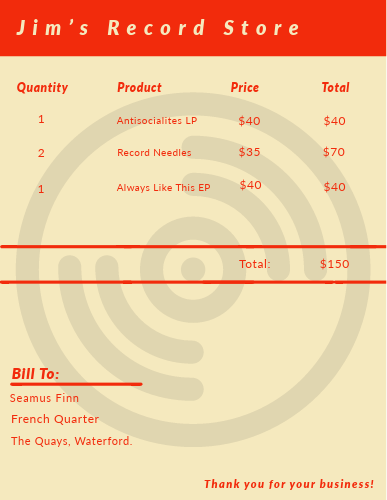 Jim's Record Store
Quantity Product Price Total
1 Antisocialites LP $40 $40
2 Record Needles $35 $70
1 Always Like This EP $40 $40
Total: $150
Bill To:
Seamus Finn
French Quarter
The Quays, Waterford.
Thank you for your business!